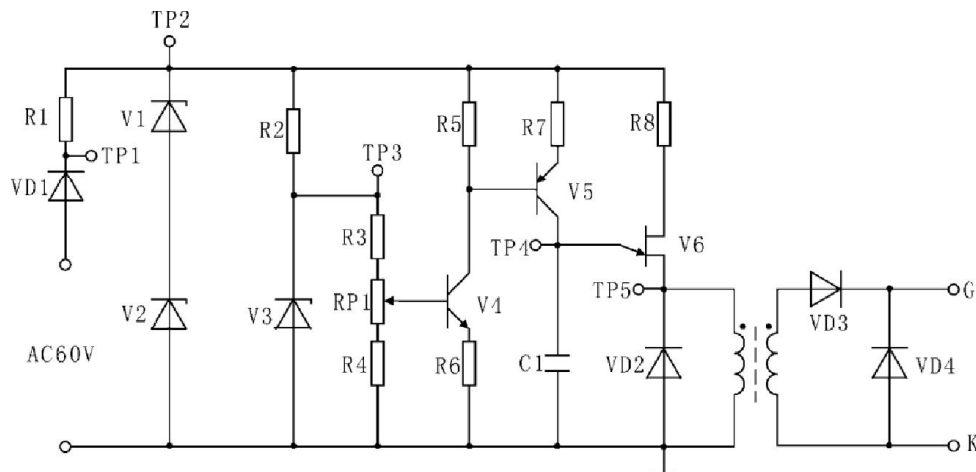 TP2
R1
V1
R2
R5
R7
R8
TP1
TP3
VD1
V5
R3
TP4
V6
RP1
TP5
G
V2
V3
V4
VD3
AC60V
R4
R6
C1
VD2
VD4
K